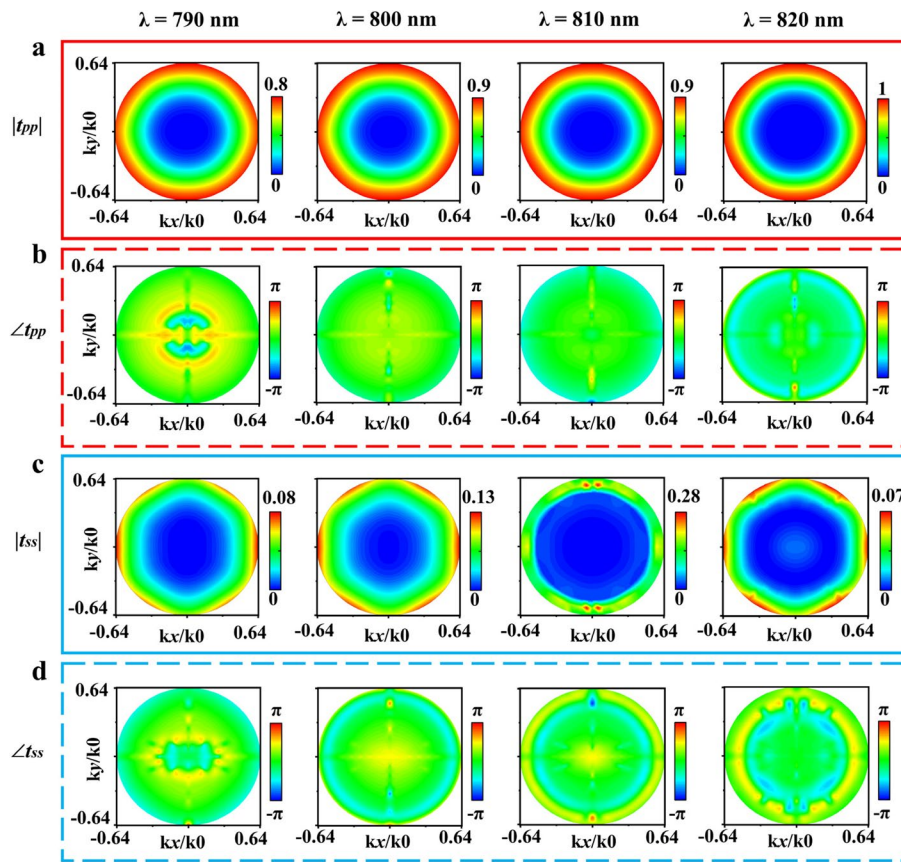 λ = 790 nm λ = 800 nm λ = 810 nm λ = 820 nm
a
|tpp|
ky/k0
0.64
-0.64
-0.64 kx/k0 0.64
0.8
0
-0.64 kx/k0 0.64
0.9
0
-0.64 kx/k0 0.64
0.9
0
-0.64 kx/k0 0.64
1
0
b
∠tpp
ky/k0
0.64
-0.64
-0.64 kx/k0 0.64
π
-π
-0.64 kx/k0 0.64
π
-π
-0.64 kx/k0 0.64
π
-π
-0.64 kx/k0 0.64
π
-π
c
|tss|
ky/k0
0.64
-0.64
-0.64 kx/k0 0.64
0.08
0
-0.64 kx/k0 0.64
0.13
0
-0.64 kx/k0 0.64
0.28
0
-0.64 kx/k0 0.64
0.07
0
d
∠tss
ky/k0
0.64
-0.64
-0.64 kx/k0 0.64
π
-π
-0.64 kx/k0 0.64
π
-π
-0.64 kx/k0 0.64
π
-π
-0.64 kx/k0 0.64
π
-π